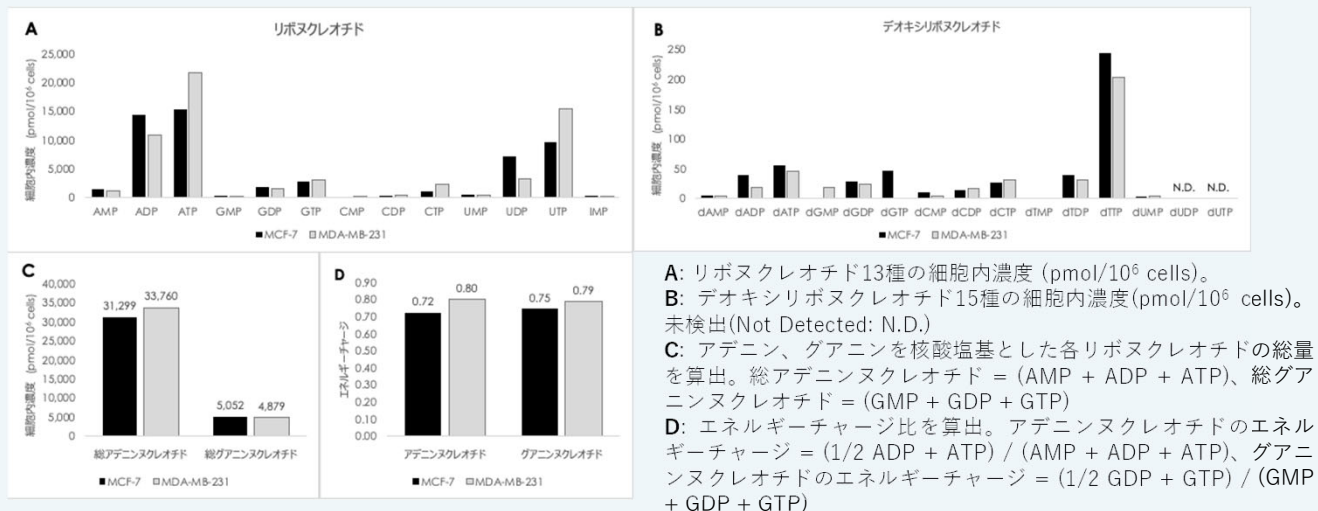 A
リボヌクレオチド
細胞内濃度 (pmol/10⁶ cells)
25,000
20,000
15,000
10,000
5,000
0
AMP ADP ATP GMP GDP GTP CMP CDP CTP UMP UDP UTP IMP
■MCF-7 ■MDA-MB-231
B
デオキシリボヌクレオチド
細胞内濃度 (pmol/10⁶ cells)
250
200
150
100
50
0
N.D. N.D.
dAMP dADP dATP dGMP dGDP dGTP dCMP dCDP dCTP dTMP dTDP dTTP dUMP dUDP dUTP
■MCF-7 ■MDA-MB-231
C
細胞内濃度 (pmol/10⁶ cells)
40,000
35,000
30,000
25,000
20,000
15,000
10,000
5,000
0
31,299 33,760
5,052 4,879
総アデニンヌクレオチド 総グアニンヌクレオチド
■MCF-7 ■MDA-MB-231
D
エネルギーチャージ
0.90
0.80
0.70
0.60
0.50
0.40
0.30
0.20
0.10
0.00
0.72 0.80 0.75 0.79
アデニンヌクレオチド グアニンヌクレオチド
■MCF-7 ■MDA-MB-231
A: リボヌクレオチド13種の細胞内濃度 (pmol/10⁶ cells)。
B: デオキシリボヌクレオチド15種の細胞内濃度(pmol/10⁶ cells)。
未検出(Not Detected: N.D.)
C: アデニン、グアニンを核酸塩基とした各リボヌクレオチドの総量
を算出。総アデニンヌクレオチド = (AMP + ADP + ATP)、総グア
ニンヌクレオチド = (GMP + GDP + GTP)
D: エネルギーチャージ比を算出。アデニンヌクレオチドのエネル
ギーチャージ = (1/2 ADP + ATP) / (AMP + ADP + ATP)、グアニ
ンヌクレオチドのエネルギーチャージ = (1/2 GDP + GTP) / (GMP
+ GDP + GTP)